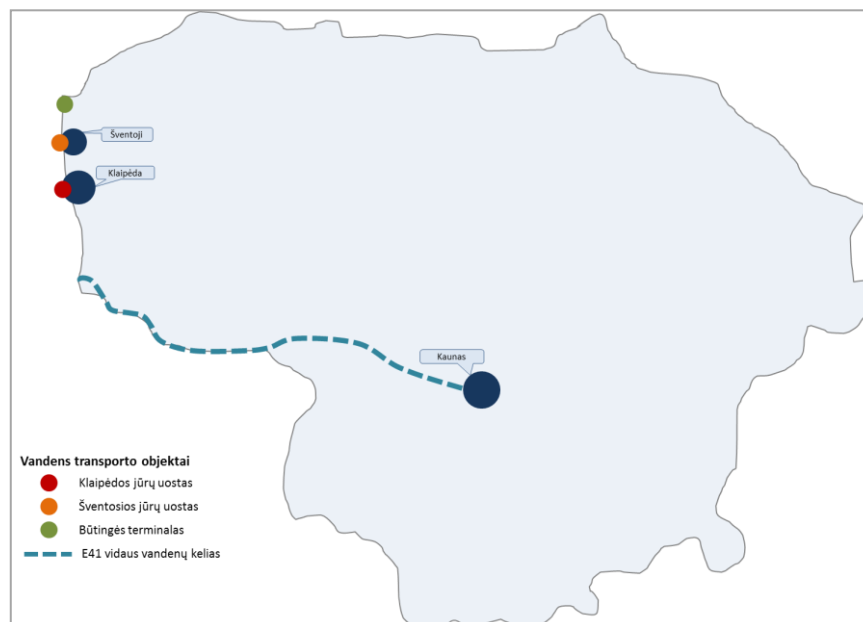 Šventoji
Klaipėda
Kaunas
Vandens transporto objektai
Klaipėdos jūrų uostas
Šventosios jūrų uostas
Būtingės terminalas
E41 vidaus vandenų kelias